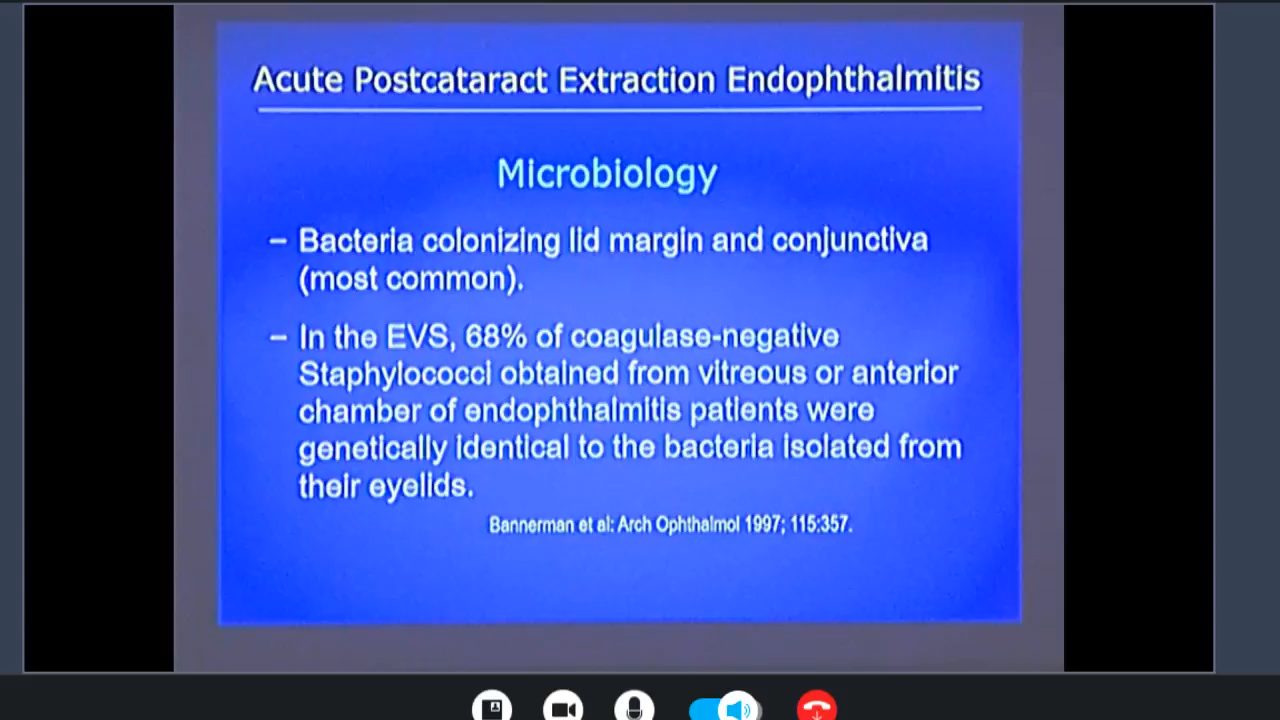 Acute Postcataract Extraction Endophthalmitis
Microbiology
– Bacteria colonizing lid margin and conjunctiva
(most common).
– In the EVS, 68% of coagulase-negative
Staphylococci obtained from vitreous or anterior
chamber of endophthalmitis patients were
genetically identical to the bacteria isolated from
their eyelids.
Bannerman et al: Arch Ophthalmol 1997; 115:357.